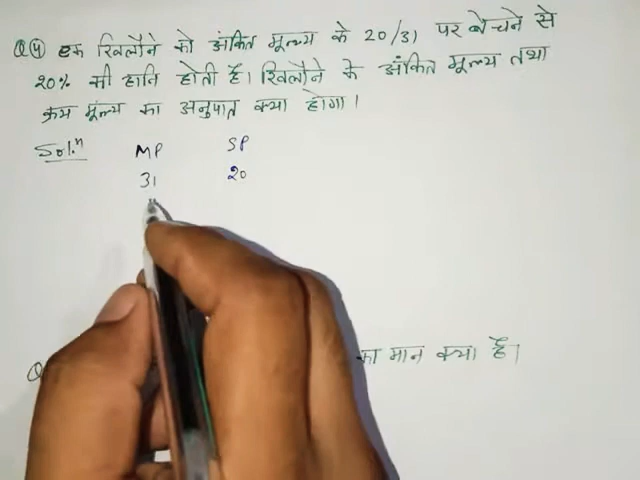 Q④ एक खिलौने को अंकित मूल्य के 20/31 पर बेचने से
20% की हानि होती है। खिलौने के अंकित मूल्य तथा
क्रय मूल्य का अनुपात क्या होगा।
Sol.ⁿ MP SP
31 20
Q का मान क्या है।